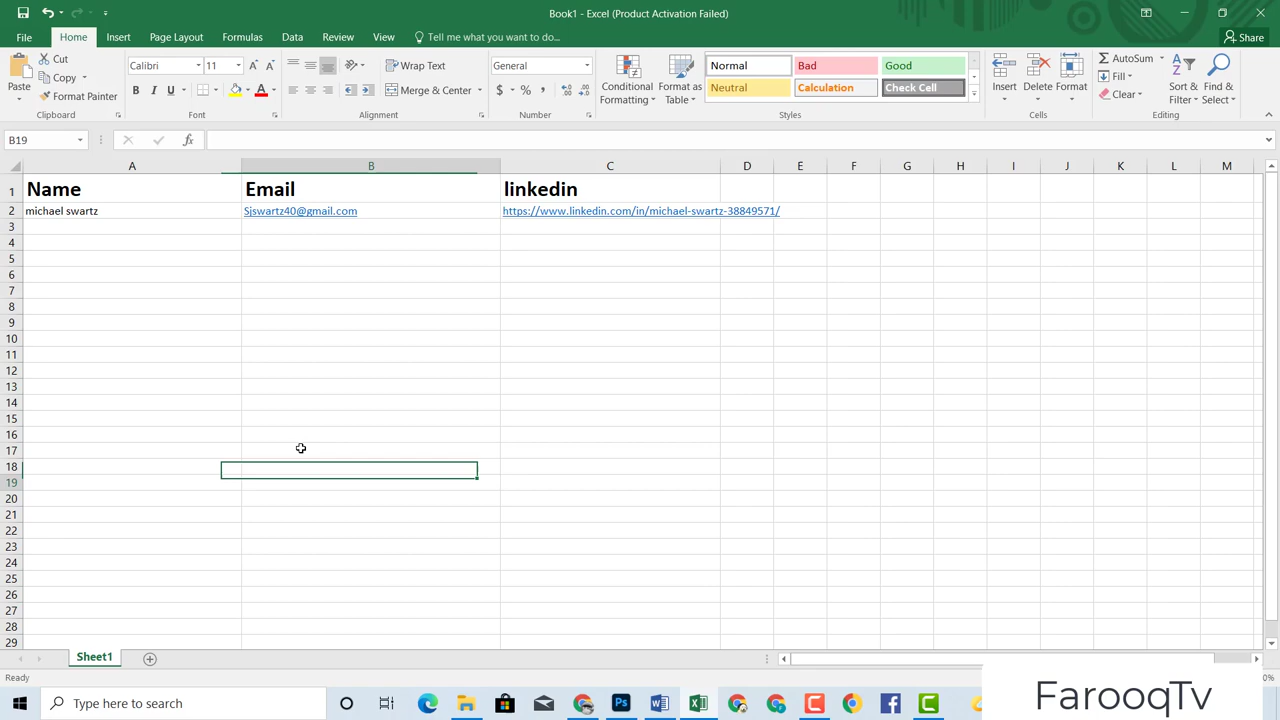 Book1 - Excel (Product Activation Failed)
File Home Insert Page Layout Formulas Data Review View Tell me what you want to do... Share
Cut Calibri 11 Wrap Text General Normal Bad Good AutoSum
Paste Copy Conditional Formatting Format as Table Insert Delete Format Fill Sort & Filter Find & Select
Format Painter Merge & Center Neutral Calculation Check Cell Clear
Clipboard Font Alignment Number Styles Cells Editing
B19
A B C D E F G H I J K L M
1 Name Email linkedin
2 michael swartz Sjswartz40@gmail.com https://www.linkedin.com/in/michael-swartz-38849571/
3
4
5
6
7
8
9
10
11
12
13
14
15
16
17
18
19
20
21
22
23
24
25
26
27
28
29
Sheet1
Ready 0%
Type here to search
FarooqTv